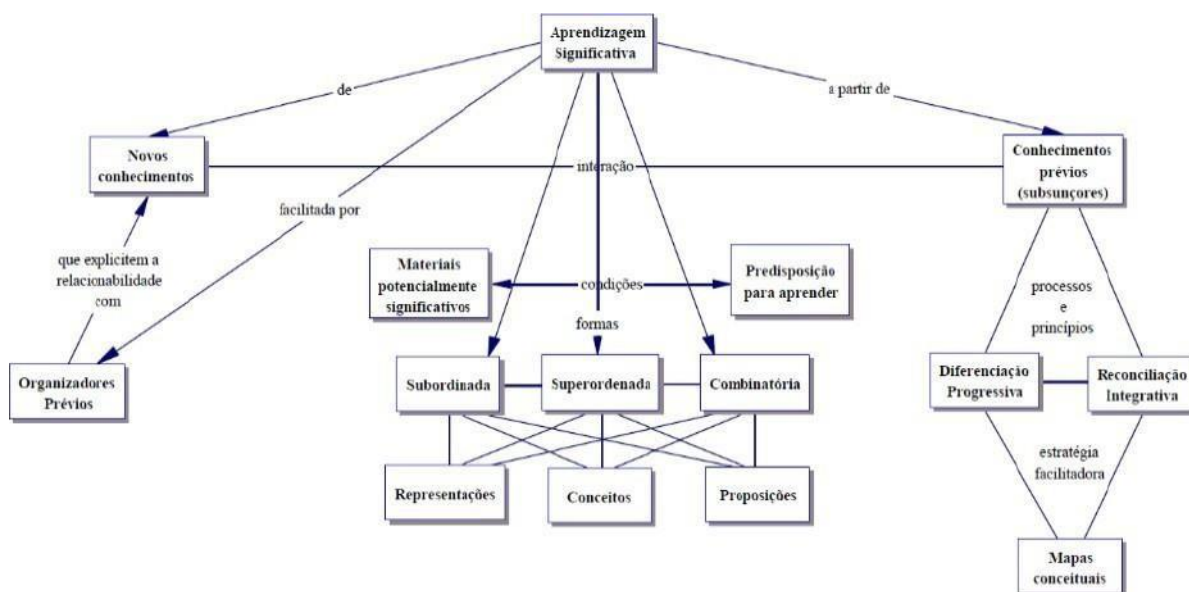 Aprendizagem
Significativa
de
a partir de
Novos
conhecimentos
interação
Conhecimentos
prévios
(subsunçores)
facilitada por
que explicitem a
relacionabilidade
com
Materiais
potencialmente
significativos
condições
Predisposição
para aprender
processos
e
princípios
formas
Organizadores
Prévios
Subordinada
Superordenada
Combinatória
Diferenciação
Progressiva
Reconciliação
Integrativa
estratégia
facilitadora
Representações
Conceitos
Proposições
Mapas
conceituais